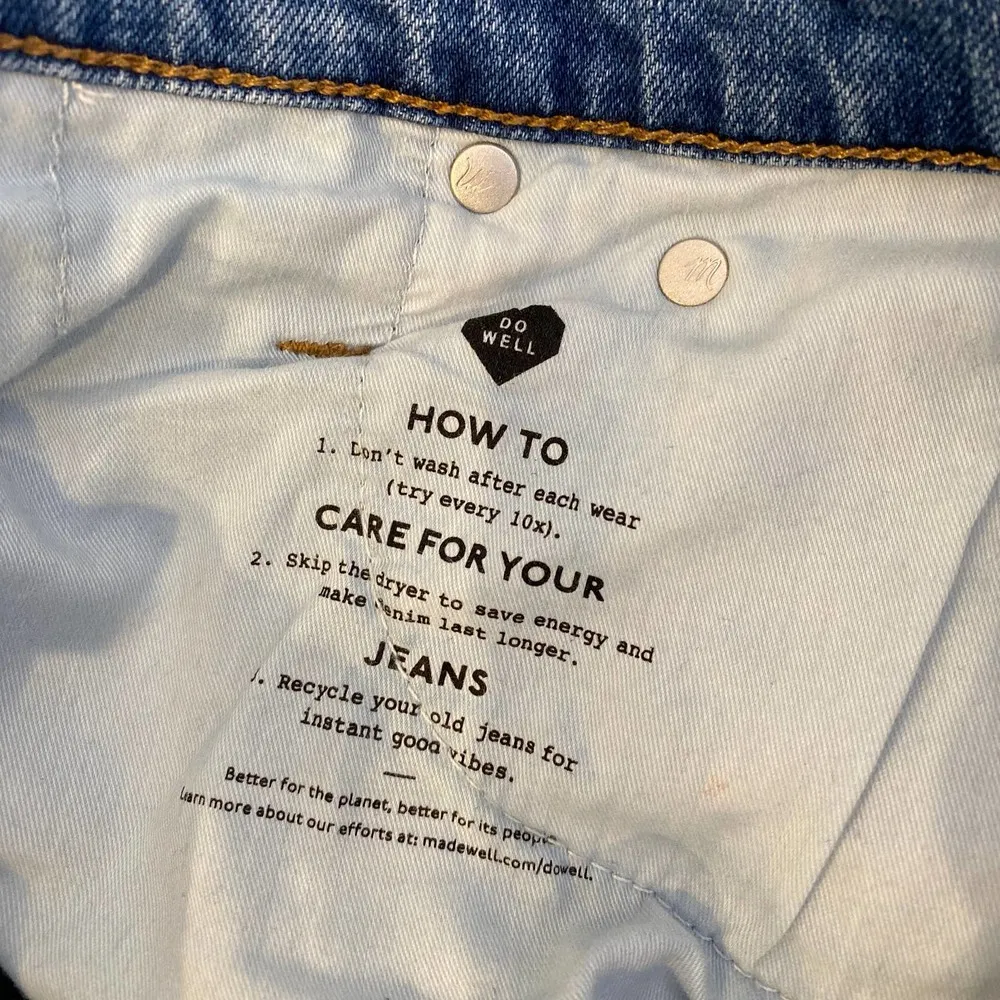 DO
WELL
HOW TO
1. Don't wash after each wear
(try every 10x).
CARE FOR YOUR
2. Skip the dryer to save energy and
make denim last longer.
JEANS
. Recycle your old jeans for
instant good vibes.
Better for the planet, better for its people
Learn more about our efforts at: madewell.com/dowell.